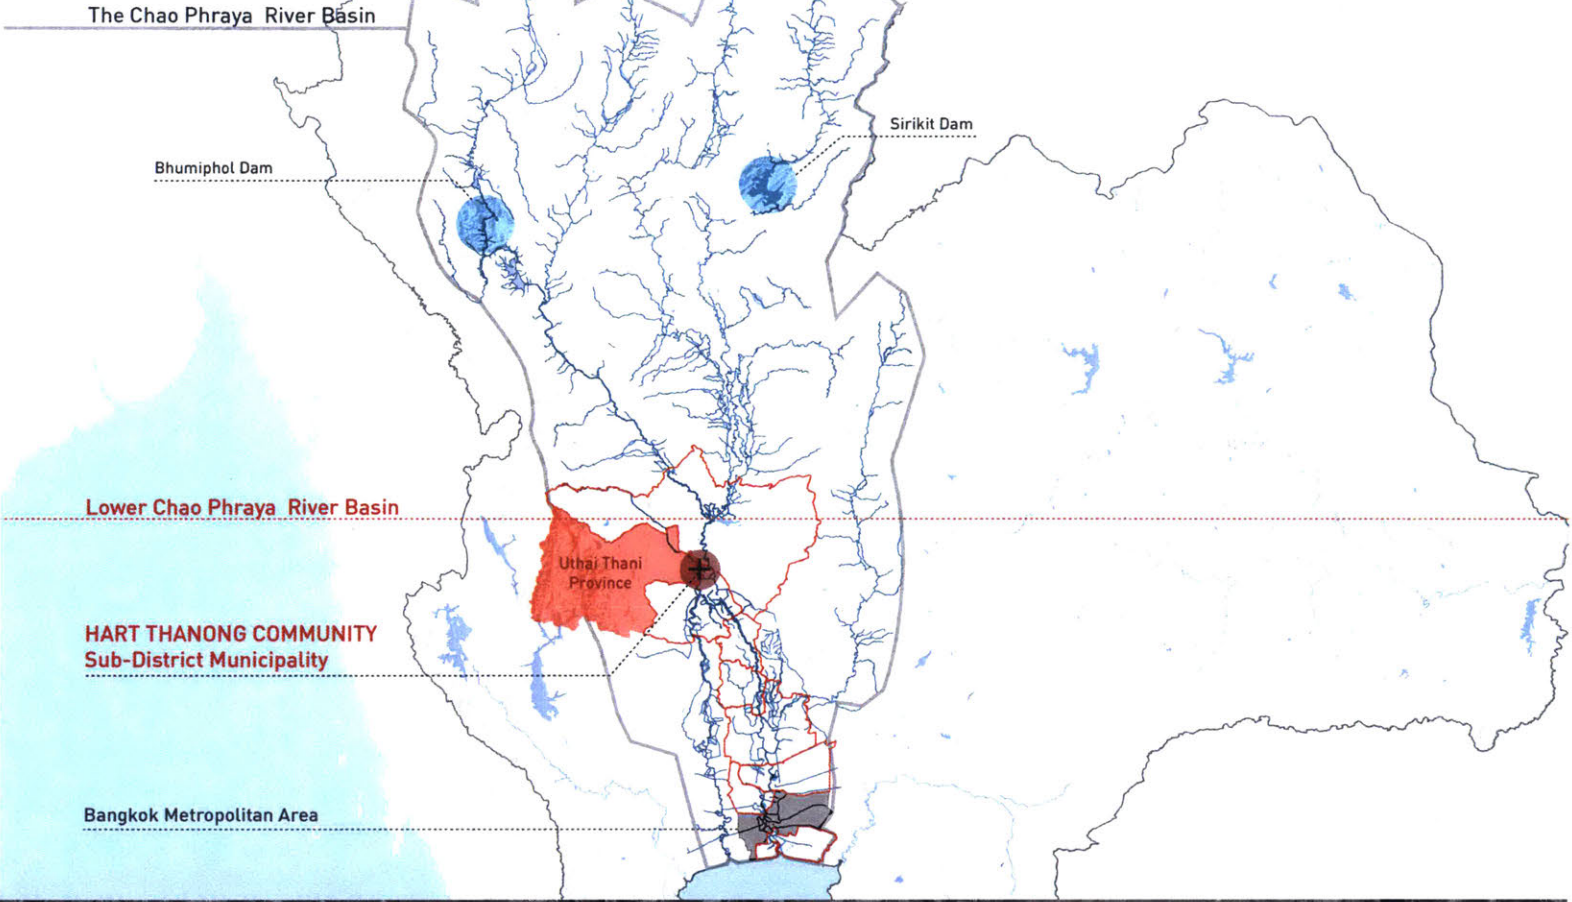 The Chao Phraya River Basin
Sirikit Dam
Bhumiphol Dam
Lower Chao Phraya River Basin
Uthai Thani
Province
HART THANONG COMMUNITY
Sub-District Municipality
Bangkok Metropolitan Area